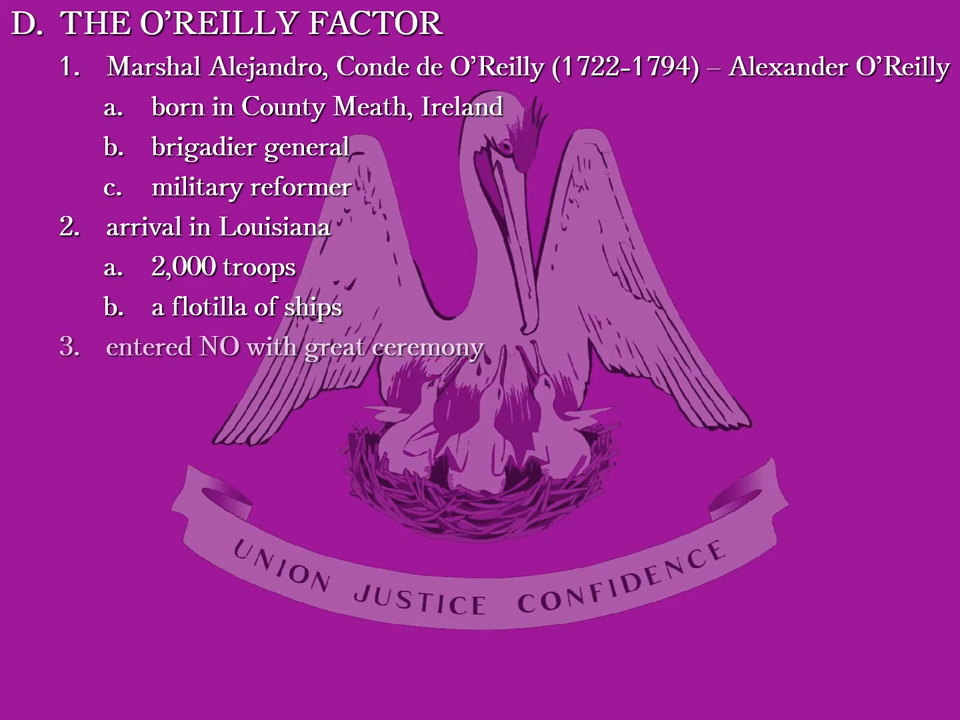 D. THE O'REILLY FACTOR
1. Marshal Alejandro, Conde de O'Reilly (1722-1794) – Alexander O'Reilly
a. born in County Meath, Ireland
b. brigadier general
c. military reformer
2. arrival in Louisiana
a. 2,000 troops
b. a flotilla of ships
3. entered NO with great ceremony
UNION JUSTICE CONFIDENCE